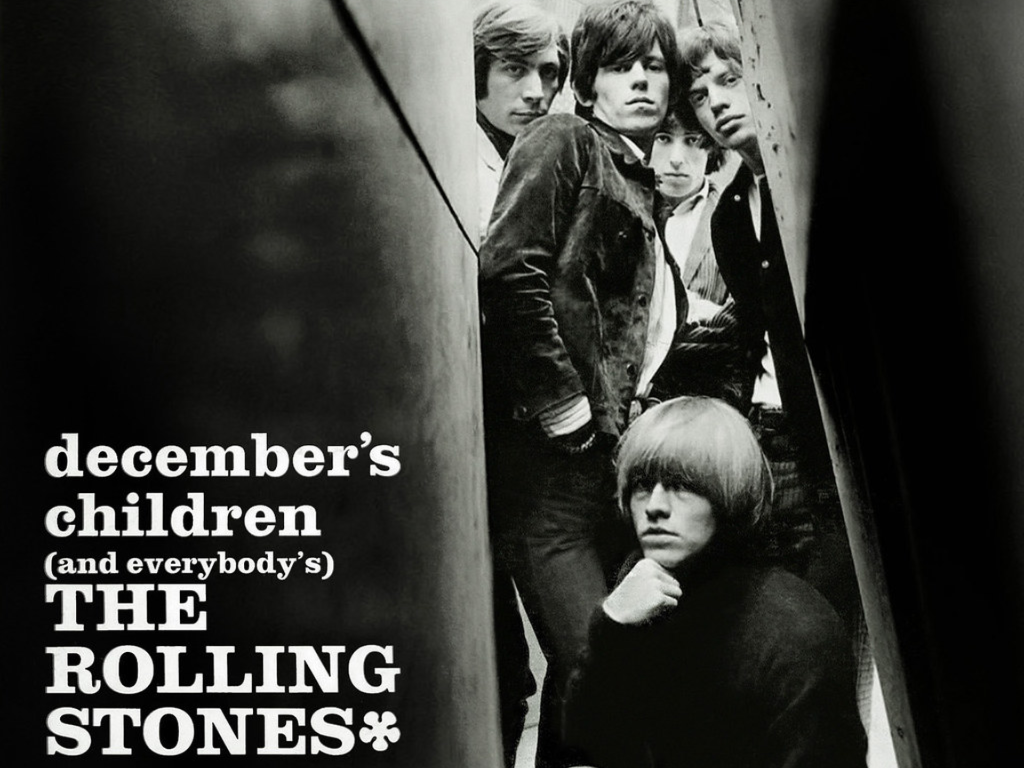 december's
children
(and everybody's)
THE
ROLLING
STONES*